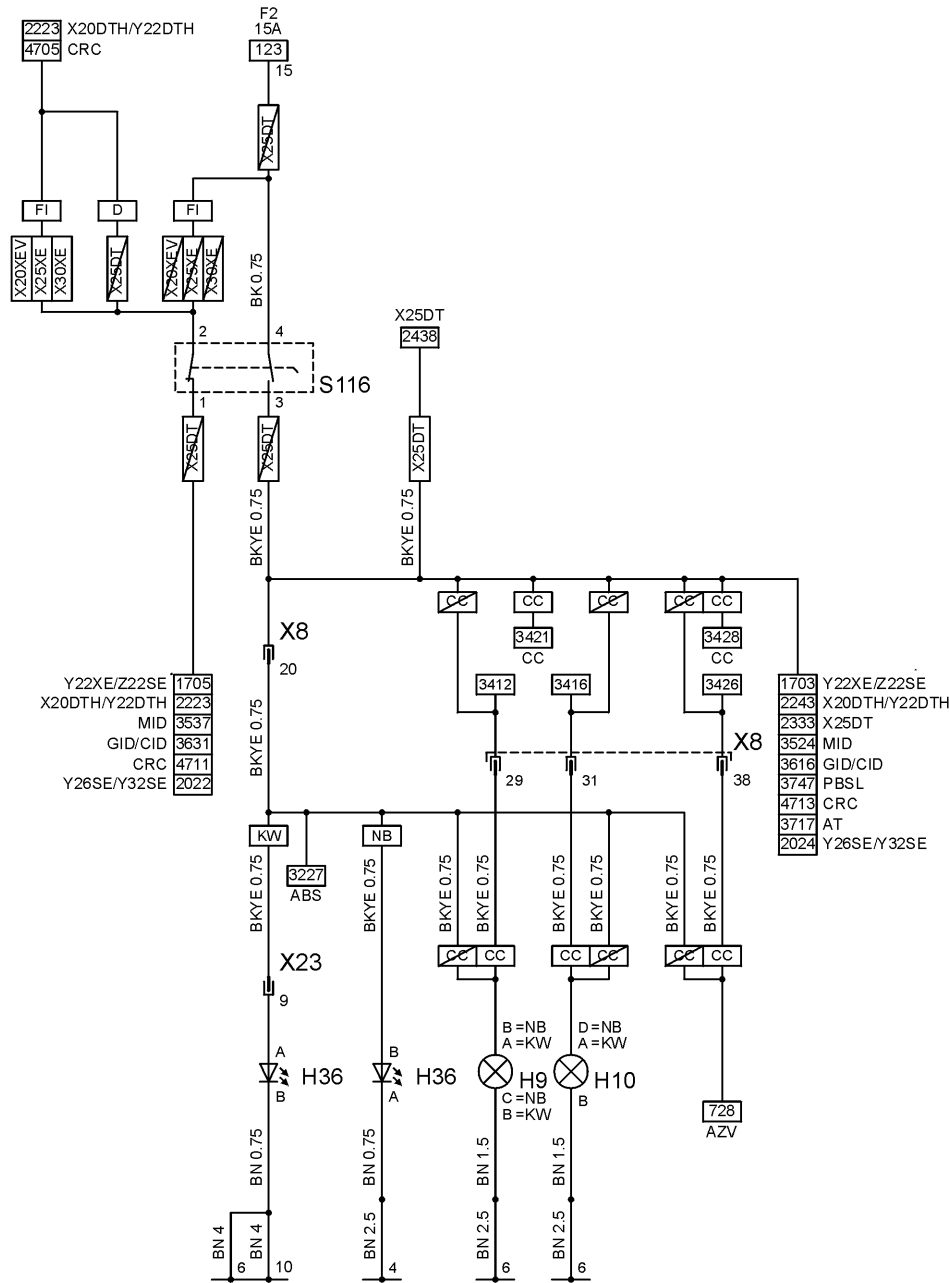 F2
2223 X20DTH/Y22DTH
15A
4705 CRC
123
15
X25DT
FI
D
FI
X20XEV
X25XE
X30XE
X25DT
X20XEV
X25XE
X30XE
BK 0.75
X25DT
2438
2
4
S116
1
3
X25DT
X25DT
X25DT
BKYE 0.75
BKYE 0.75
CC
CC
CC
CC
CC
X8
20
3421
CC
3428
CC
3412
3416
3426
Y22XE/Z22SE 1705
X20DTH/Y22DTH 2223
MID 3537
GID/CID 3631
CRC 4711
Y26SE/Y32SE 2022
BKYE 0.75
1703 Y22XE/Z22SE
2243 X20DTH/Y22DTH
2333 X25DT
3524 MID
3616 GID/CID
3747 PBSL
4713 CRC
3717 AT
2024 Y26SE/Y32SE
X8
29
31
38
KW
NB
3227
ABS
BKYE 0.75
BKYE 0.75
BKYE 0.75
BKYE 0.75
BKYE 0.75
BKYE 0.75
BKYE 0.75
BKYE 0.75
CC
CC
CC
CC
CC
CC
X23
9
B=NB
A=KW
D=NB
A=KW
A
B
H36
H36
H9
H10
B
A
C=NB
B=KW
B
728
AZV
BN 0.75
BN 0.75
BN 1.5
BN 1.5
BN 4
BN 4
BN 2.5
BN 2.5
BN 2.5
6
10
4
6
6